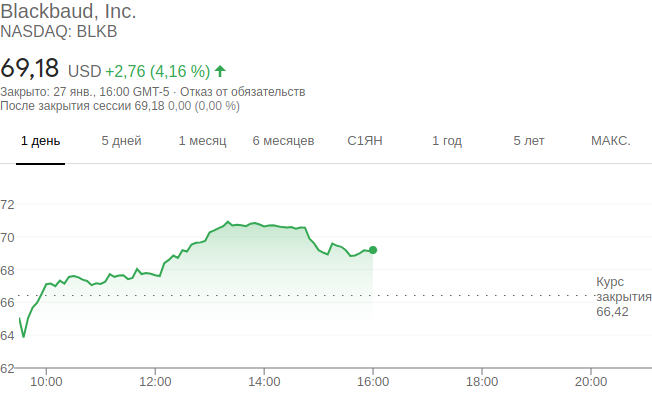 Blackbaud, Inc.
NASDAQ: BLKB
69,18 USD +2,76 (4,16 %)
Закрыто: 27 янв., 16:00 GMT-5 · Отказ от обязательств
После закрытия сессии 69,18 0,00 (0,00 %)
1 день 5 дней 1 месяц 6 месяцев С1ЯН 1 год 5 лет МАКС.
72
70
68
66
64
62
Курс
закрытия
66,42
10:00 12:00 14:00 16:00 18:00 20:00